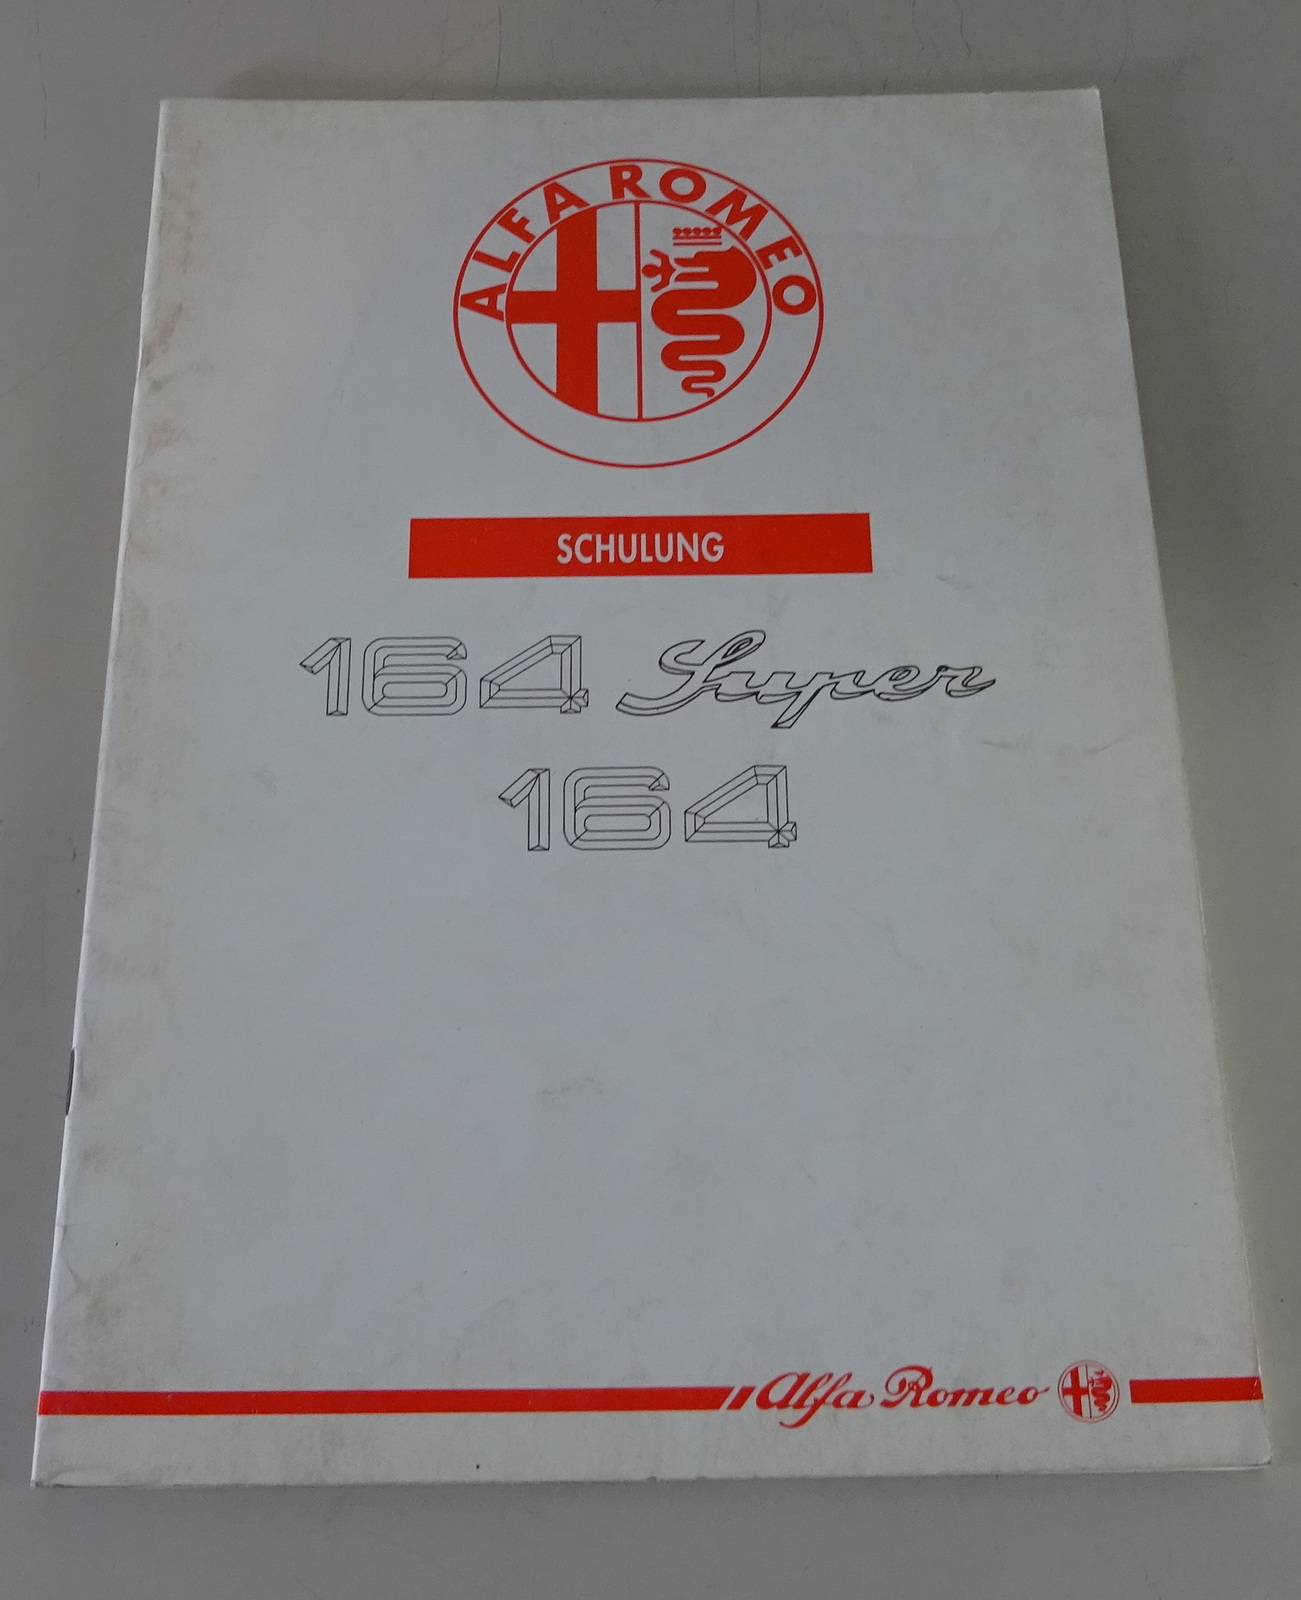 ALFA ROMEO
SCHULUNG
164 Super
164
Alfa Romeo